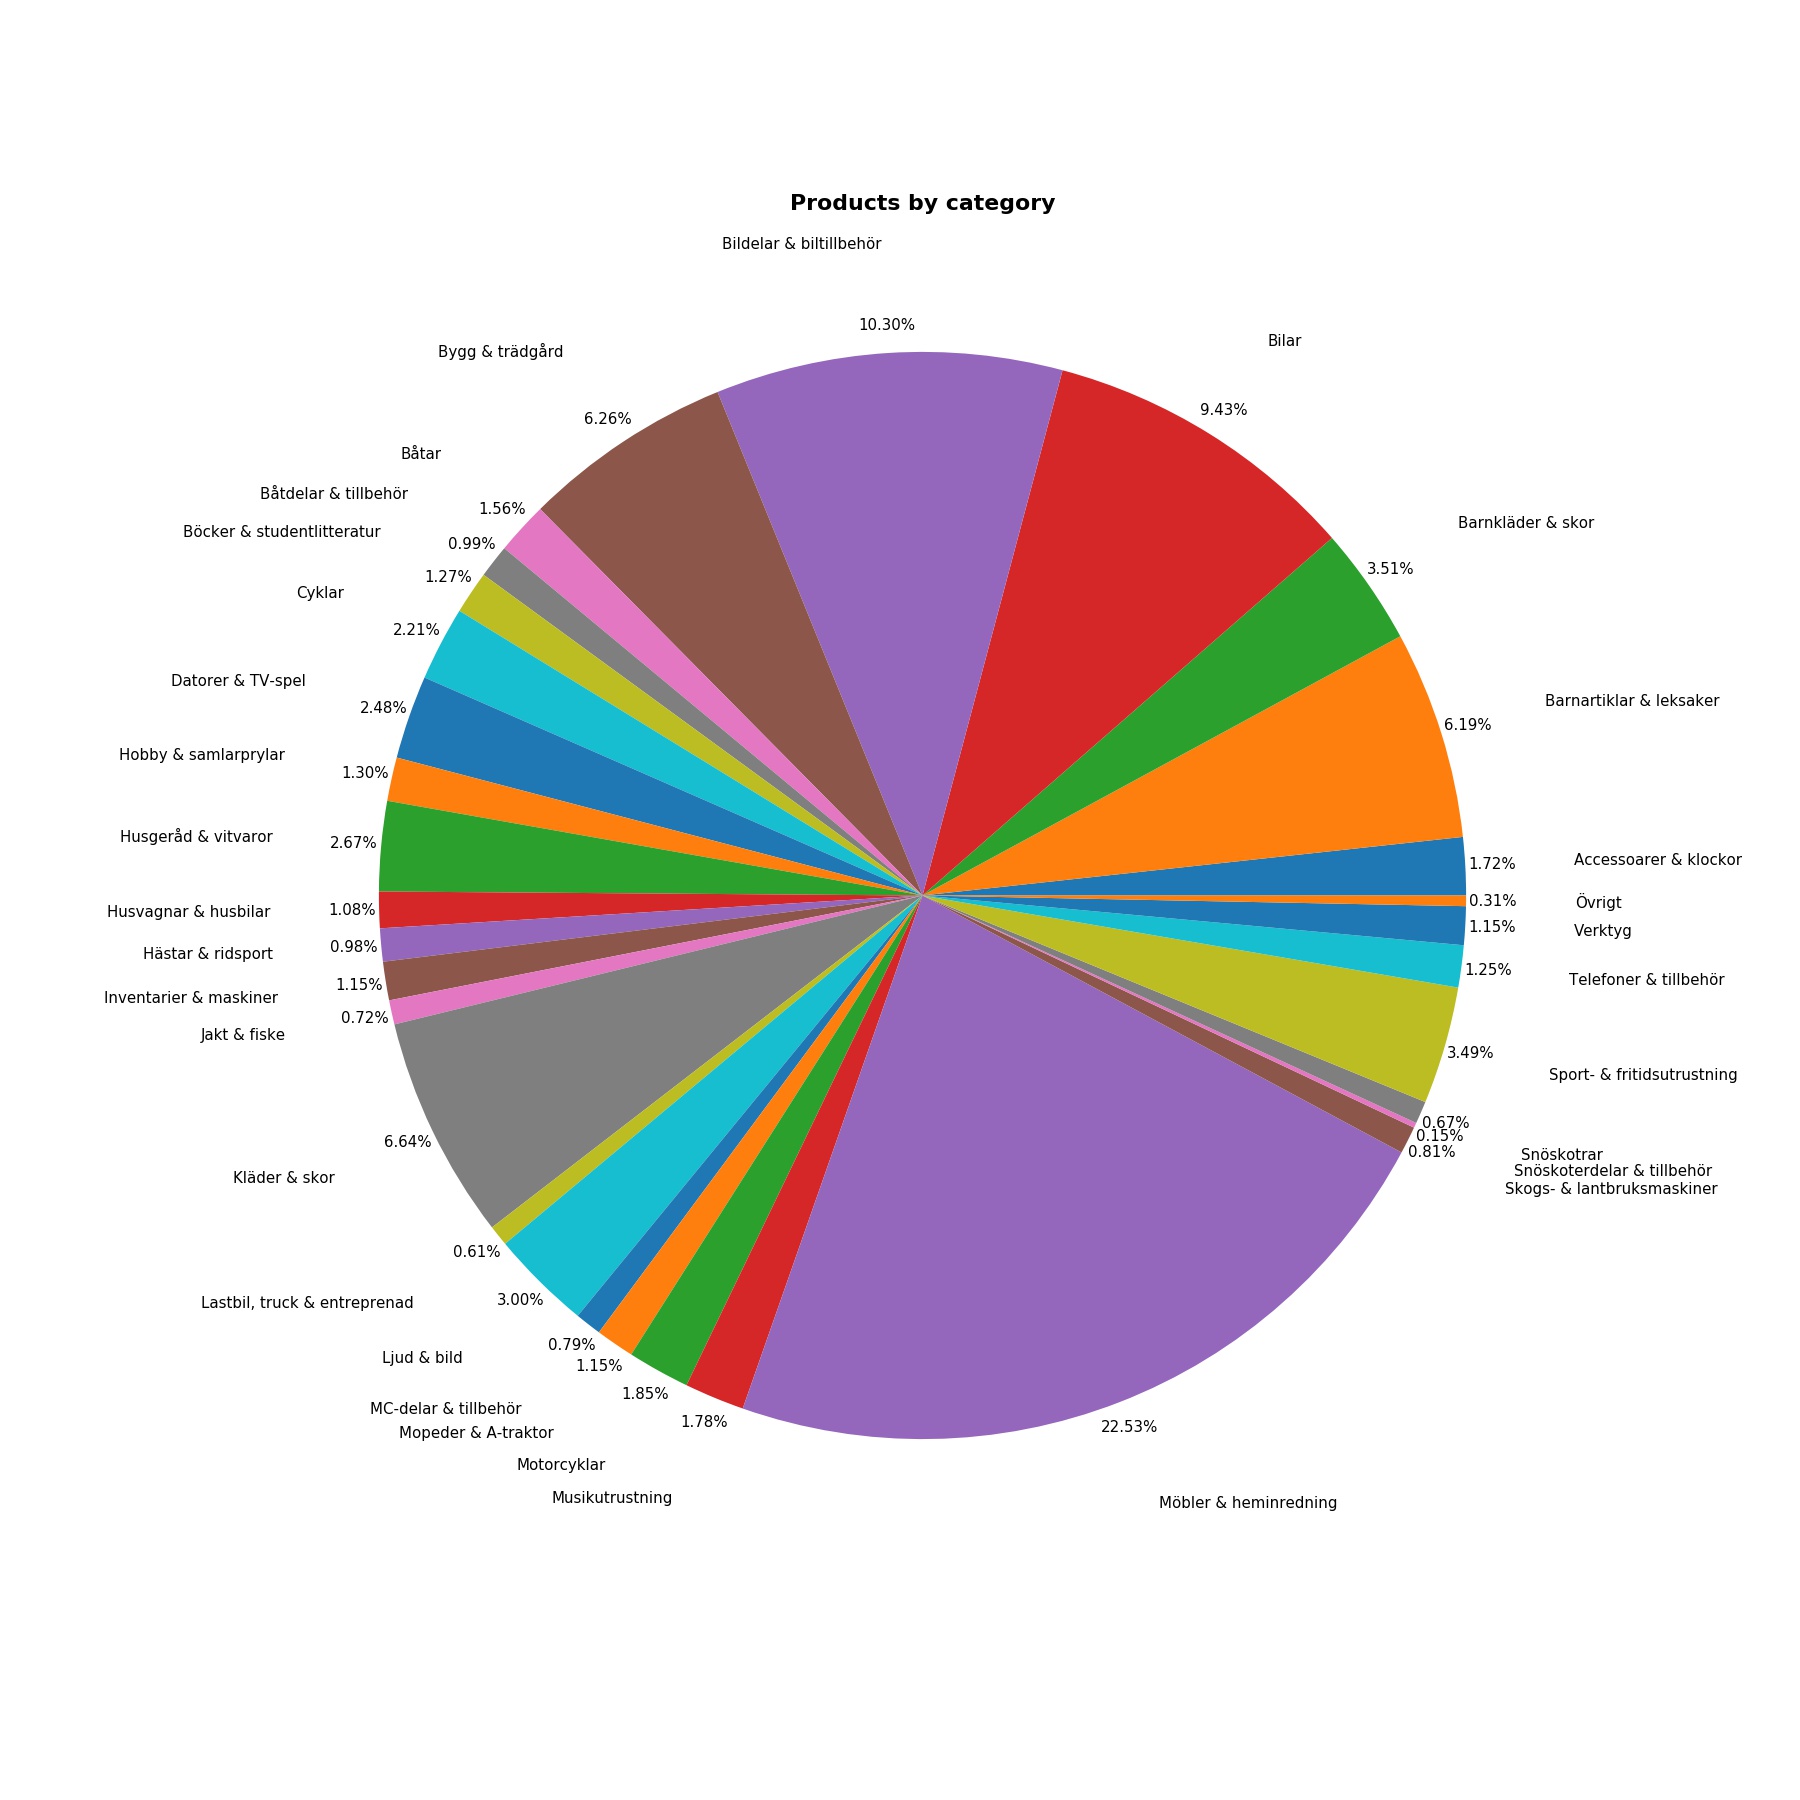 Products by category
Bildelar & biltillbehör
10.30%
Bilar
9.43%
Bygg & trädgård
6.26%
Båtar
1.56%
Båtdelar & tillbehör
0.99%
Böcker & studentlitteratur
1.27%
Cyklar
2.21%
Datorer & TV-spel
2.48%
Hobby & samlarprylar
1.30%
Husgeråd & vitvaror
2.67%
Husvagnar & husbilar
1.08%
Hästar & ridsport
0.98%
Inventarier & maskiner
1.15%
Jakt & fiske
0.72%
Kläder & skor
6.64%
Lastbil, truck & entreprenad
0.61%
Ljud & bild
3.00%
MC-delar & tillbehör
0.79%
Mopeder & A-traktor
1.15%
Motorcyklar
1.85%
Musikutrustning
1.78%
Möbler & heminredning
22.53%
Skogs- & lantbruksmaskiner
0.81%
Snöskoterdelar & tillbehör
0.15%
Snöskotrar
0.67%
Sport- & fritidsutrustning
3.49%
Telefoner & tillbehör
1.25%
Verktyg
1.15%
Övrigt
0.31%
Accessoarer & klockor
1.72%
Barnartiklar & leksaker
6.19%
Barnkläder & skor
3.51%